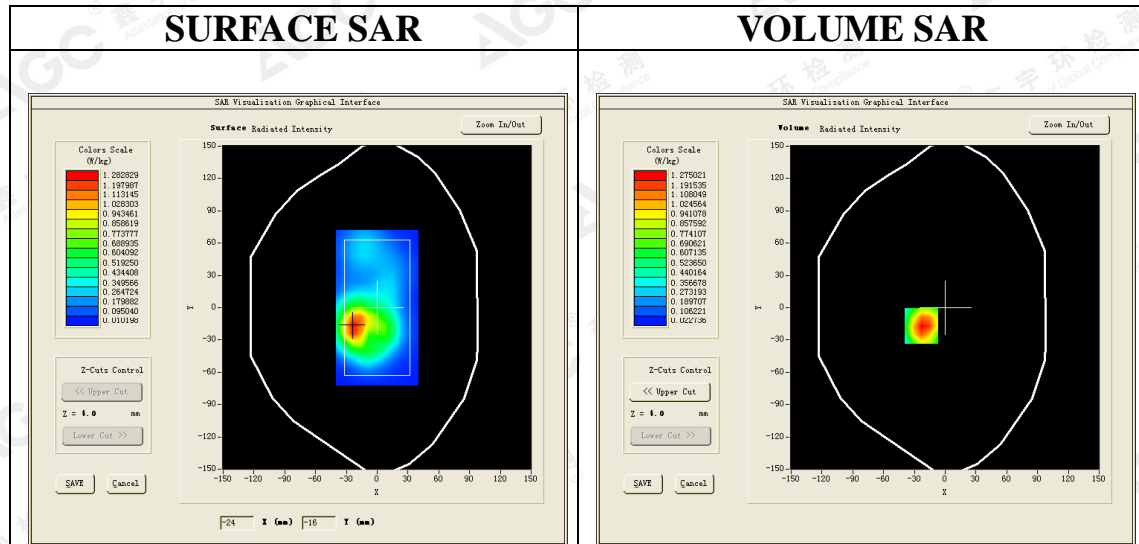 SURFACE SAR
VOLUME SAR
SAR Visualisation Graphical Interface
Surface Radiated Intensity
Zoom In/Out
Colors Scale
(W/kg)
1.282829
1.197987
1.113145
1.028303
0.943461
0.858619
0.773777
0.688935
0.604092
0.519250
0.434408
0.349566
0.264724
0.179882
0.095040
0.010198
Z-Cuts Control
<< Upper Cut
Z = 4.0 mm
Lower Cut >>
SAVE
Cancel
150
120
90
60
30
0
-30
-60
-90
-120
-150
Y
-150 -120 -90 -60 -30 0 30 60 90 120 150
X
-24 X (mm) -16 Y (mm)
SAR Visualisation Graphical Interface
Volume Radiated Intensity
Zoom In/Out
Colors Scale
(W/kg)
1.275021
1.191535
1.108049
1.024564
0.941078
0.857592
0.774107
0.690621
0.607135
0.523650
0.440164
0.356678
0.273193
0.189707
0.106221
0.022736
Z-Cuts Control
<< Upper Cut
Z = 4.0 mm
Lower Cut >>
SAVE
Cancel
150
120
90
60
30
0
-30
-60
-90
-120
-150
Y
-150 -120 -90 -60 -30 0 30 60 90 120 150
X